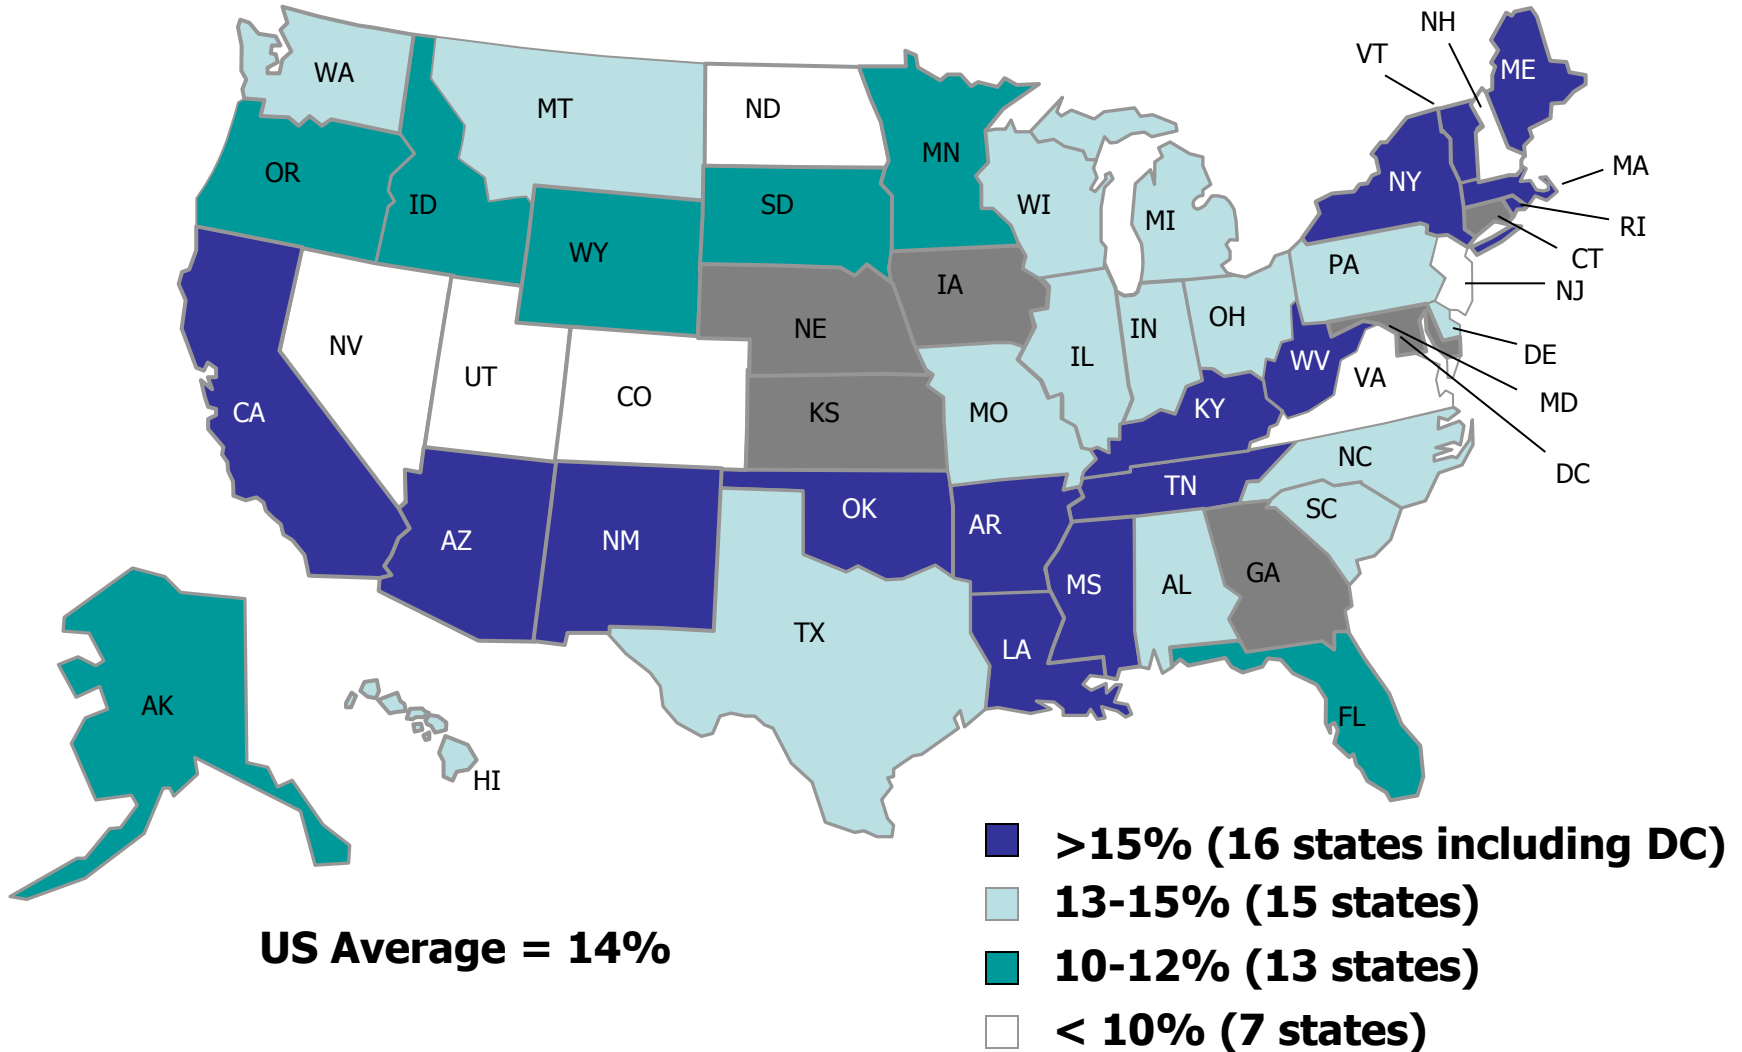 NH
VT
ME
WA
MT
ND
MN
OR
ID
SD
WI
MI
NY
MA
RI
CT
WY
IA
PA
NJ
NV
NE
IN
OH
DE
UT
IL
WV
VA
CO
KS
MO
KY
MD
CA
NC
DC
TN
OK
AR
SC
AZ
NM
MS
AL
GA
TX
LA
AK
FL
HI
>15% (16 states including DC)
13-15% (15 states)
US Average = 14%
10-12% (13 states)
< 10% (7 states)